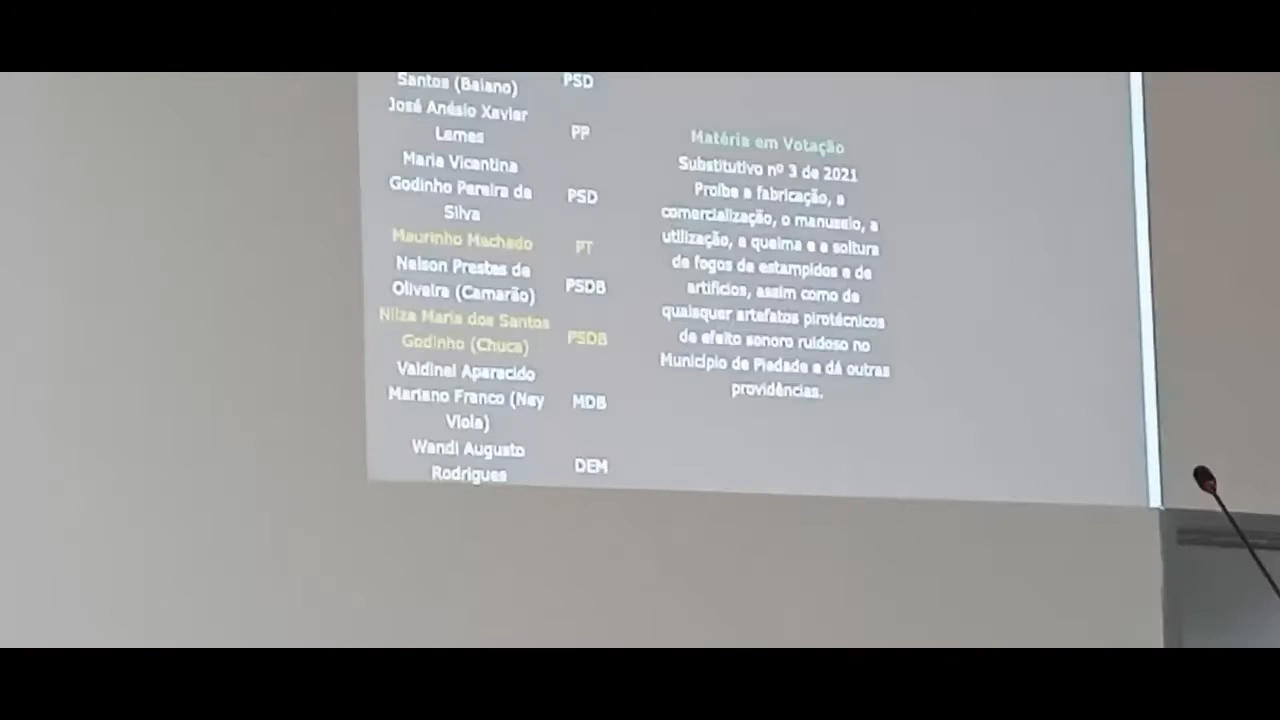 Santos (Baiano) PSD
José Anésio Xavier
Lames PP
Maria Vicentina
Godinho Pereira da PSD
Silva
Maurinho Machado PT
Nelson Prestes de
Oliveira (Camarão) PSDB
Nilza Maria dos Santos
Godinho (Chuca) PSDB
Valdinei Aparecido
Mariano Franco (Ney MDB
Viola)
Wandi Augusto
Rodrigues DEM
Matéria em Votação
Substitutivo nº 3 de 2021
Proíbe a fabricação, a
comercialização, o manuseio, a
utilização, a queima e a soltura
de fogos de estampidos e de
artifícios, assim como de
quaisquer artefatos pirotécnicos
de efeito sonoro ruidoso no
Município de Piedade e dá outras
providências.